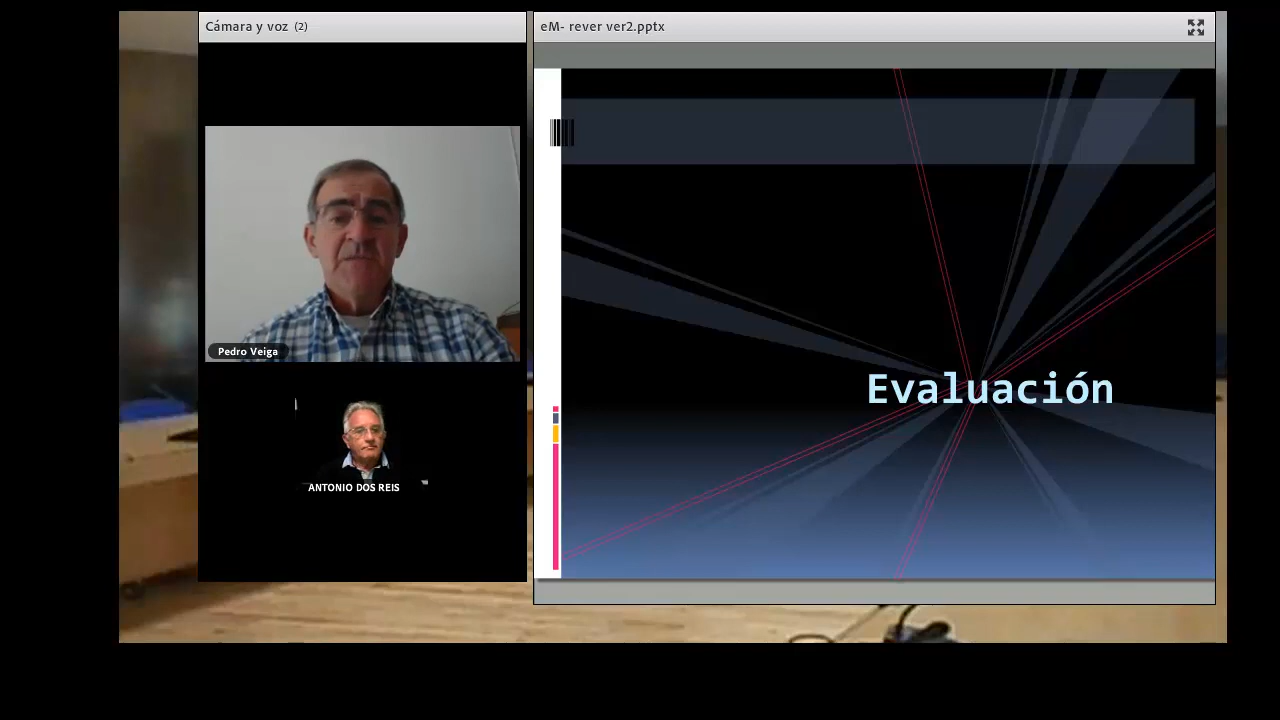 Cámara y voz (2)
eM- rever ver2.pptx
Pedro Veiga
ANTONIO DOS REIS
Evaluación